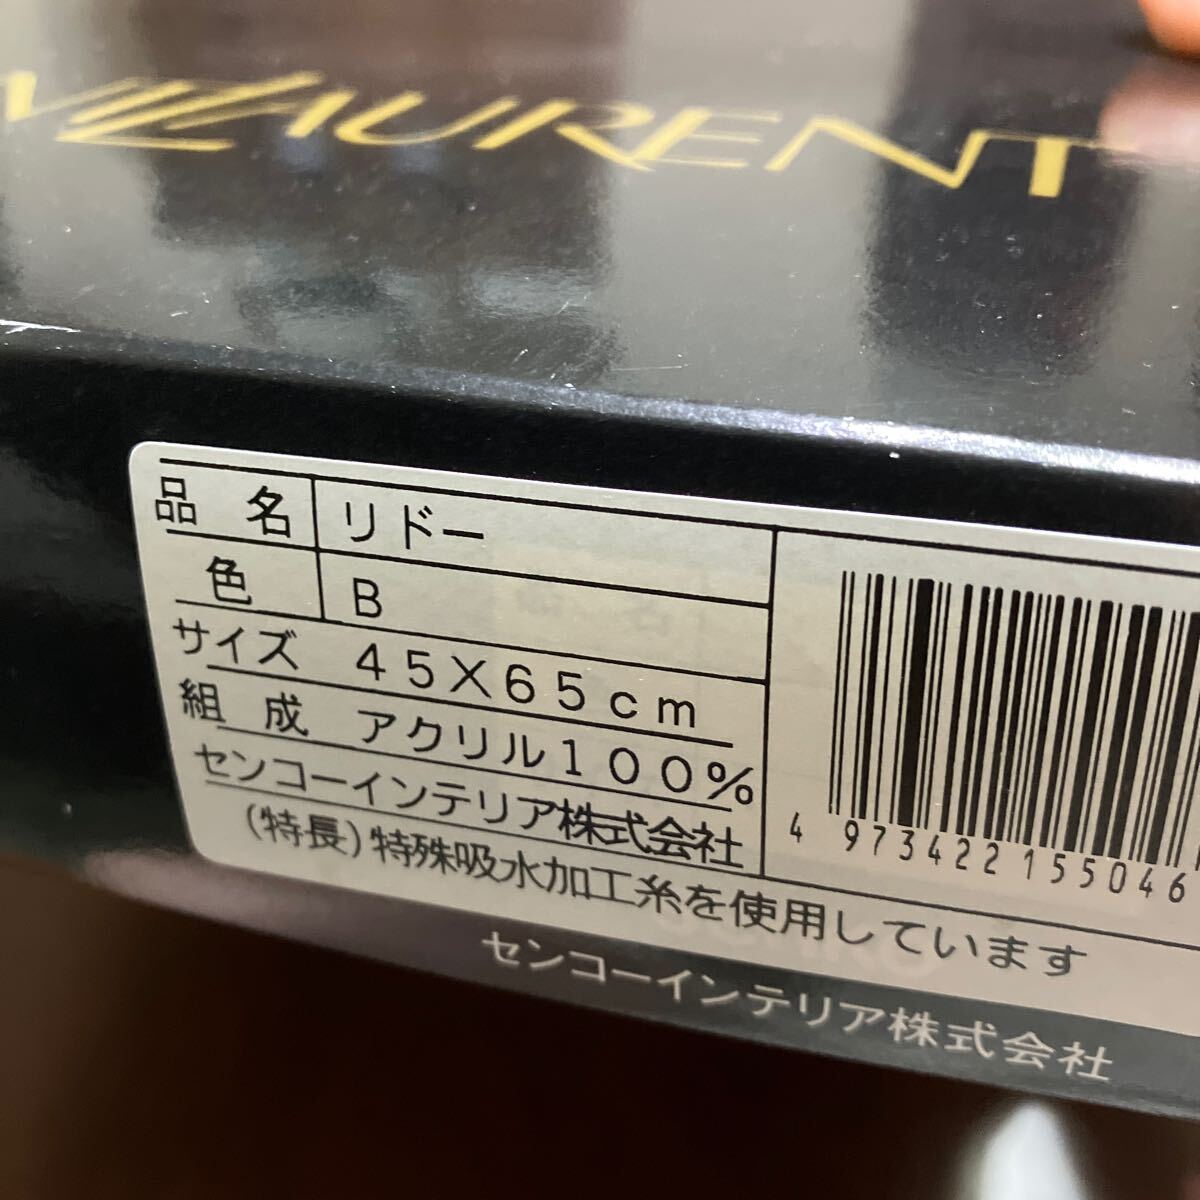 LAURENT
品名 リドー
色 B
サイズ 45×65cm
組成 アクリル100%
センコーインテリア株式会社
(特長)特殊吸水加工糸を使用しています
4 973422 155046
センコーインテリア株式会社